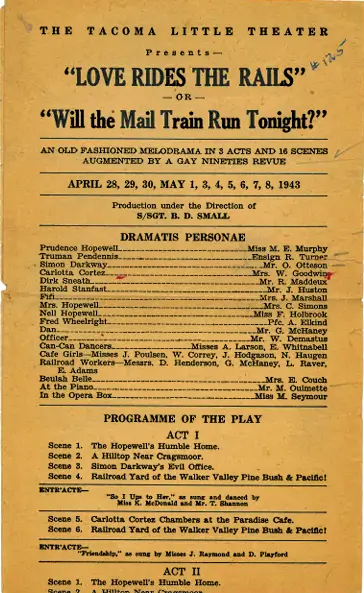 THE TACOMA LITTLE THEATER
Presents—
#125
"LOVE RIDES THE RAILS"
— OR —
"Will the Mail Train Run Tonight?"
AN OLD FASHIONED MELODRAMA IN 3 ACTS AND 16 SCENES
AUGMENTED BY A GAY NINETIES REVUE
APRIL 28, 29, 30, MAY 1, 3, 4, 5, 6, 7, 8, 1943
Production under the Direction of
S/SGT. B. D. SMALL
DRAMATIS PERSONAE
Prudence Hopewell Miss M. E. Murphy
Truman Pendennis Ensign R. Turner
Simon Darkway Mr. O. Otteson
Carlotta Cortez Mrs. W. Goodwin
Dirk Sneath Mr. R. Maddeux
Harold Stanfast Mr. J. Huston
Fifi Mrs. J. Marshall
Mrs. Hopewell Mrs. C. Simons
Nell Hopewell Miss F. Holbrook
Fred Wheelright Pfc. A. Elkind
Dan Mr. G. McHaney
Officer Mr. W. Demastus
Can-Can Dancers Misses A. Larson, E. Whitnabell
Cafe Girls—Misses J. Poulsen, W. Correy, J. Hodgason, N. Haugen
Railroad Workers—Messrs. D. Henderson, G. McHaney, L. Raver,
E. Adams
Beulah Belle Mrs. E. Couch
At the Piano Mr. M. Ouimette
In the Opera Box Miss M. Seymour
PROGRAMME OF THE PLAY
ACT I
Scene 1. The Hopewell's Humble Home.
Scene 2. A Hilltop Near Cragsmoor.
Scene 3. Simon Darkway's Evil Office.
Scene 4. Railroad Yard of the Walker Valley Pine Bush & Pacific!
ENTR'ACTE—
"So I Ups to Her," as sung and danced by
Miss K. McDonald and Mr. T. Shannon
Scene 5. Carlotta Cortez Chambers at the Paradise Cafe.
Scene 6. Railroad Yard of the Walker Valley Pine Bush & Pacific!
ENTR'ACTE—
"Friendship," as sung by Misses J. Raymond and D. Playford
ACT II
Scene 1. The Hopewell's Humble Home.
Scene 2. A Hilltop Near Cragsmoor.